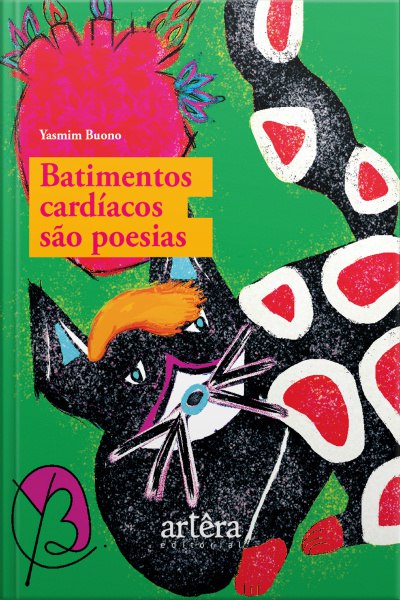 Yasmim Buono
Batimentos
cardíacos
são poesias
B.
artêra
editorial